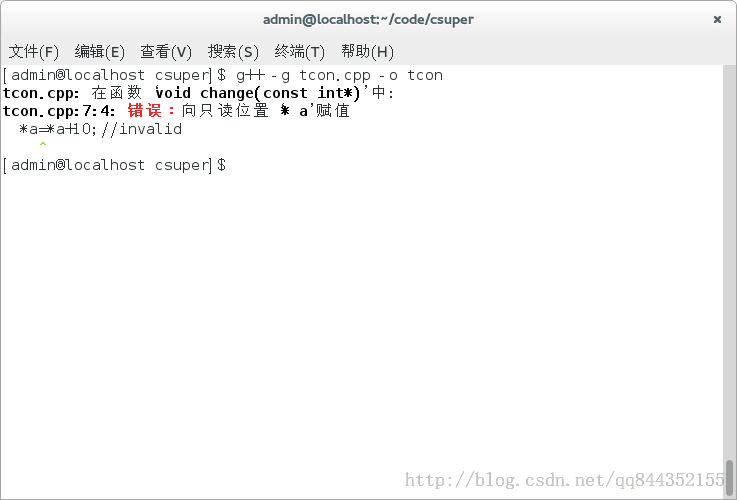 admin@localhost:~/code/csuper ×
文件(F) 编辑(E) 查看(V) 搜索(S) 终端(T) 帮助(H)
[admin@localhost csuper]$ g++ -g tcon.cpp -o tcon
tcon.cpp: 在函数‘void change(const int*)’中:
tcon.cpp:7:4: 错误：向只读位置‘* a’赋值
*a=*a+10;//invalid
^
[admin@localhost csuper]$
http://blog.csdn.net/qq844352155